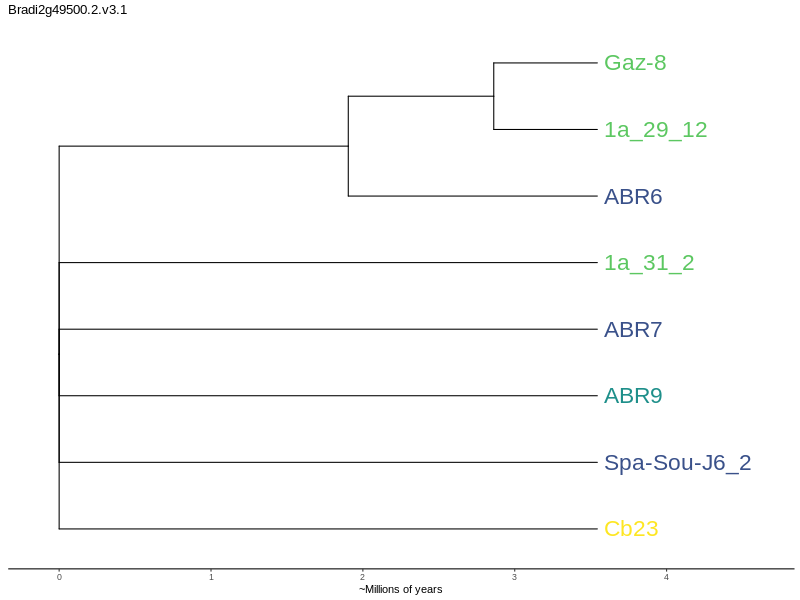 Bradi2g49500.2.v3.1
Gaz-8
1a_29_12
ABR6
1a_31_2
ABR7
ABR9
Spa-Sou-J6_2
Cb23
0 1 2 3 4
~Millions of years